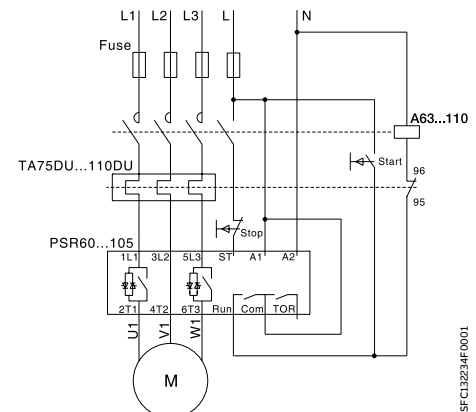 L1 L2 L3 L N
Fuse
A63...110
Start
TA75DU...110DU
96
95
Stop
PSR60...105
1L1 3L2 5L3 ST A1 A2
2T1 4T2 6T3 Run Com TOR
U1 V1 W1
M
SFC132234F0001